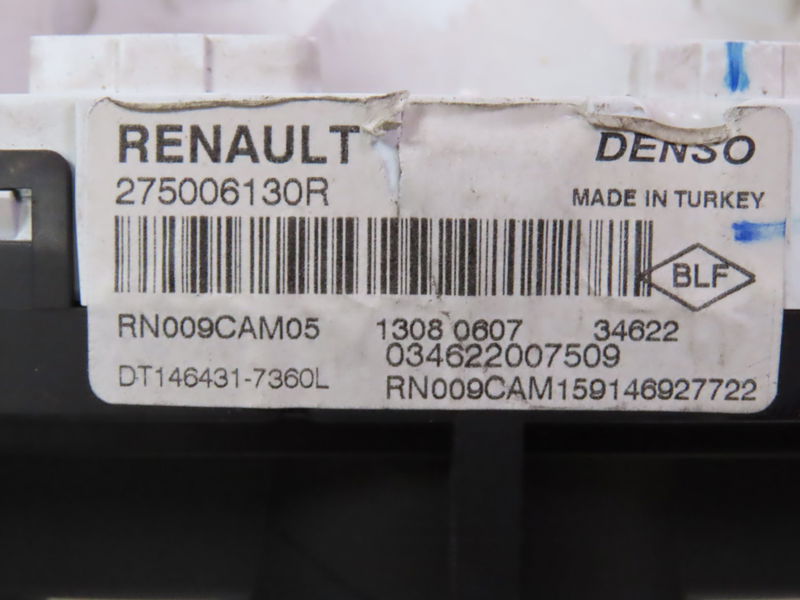 RENAULT DENSO
275006130R MADE IN TURKEY
BLF
RN009CAM05 1308 0607 34622
034622007509
DT146431-7360L RN009CAM159146927722